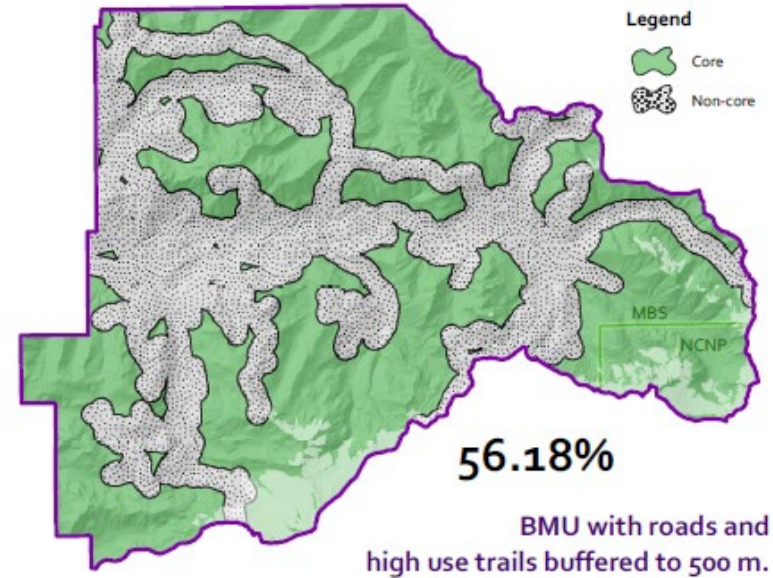 Legend
Core
Non-core
MBS
NCNP
56.18%
BMU with roads and
high use trails buffered to 500 m.